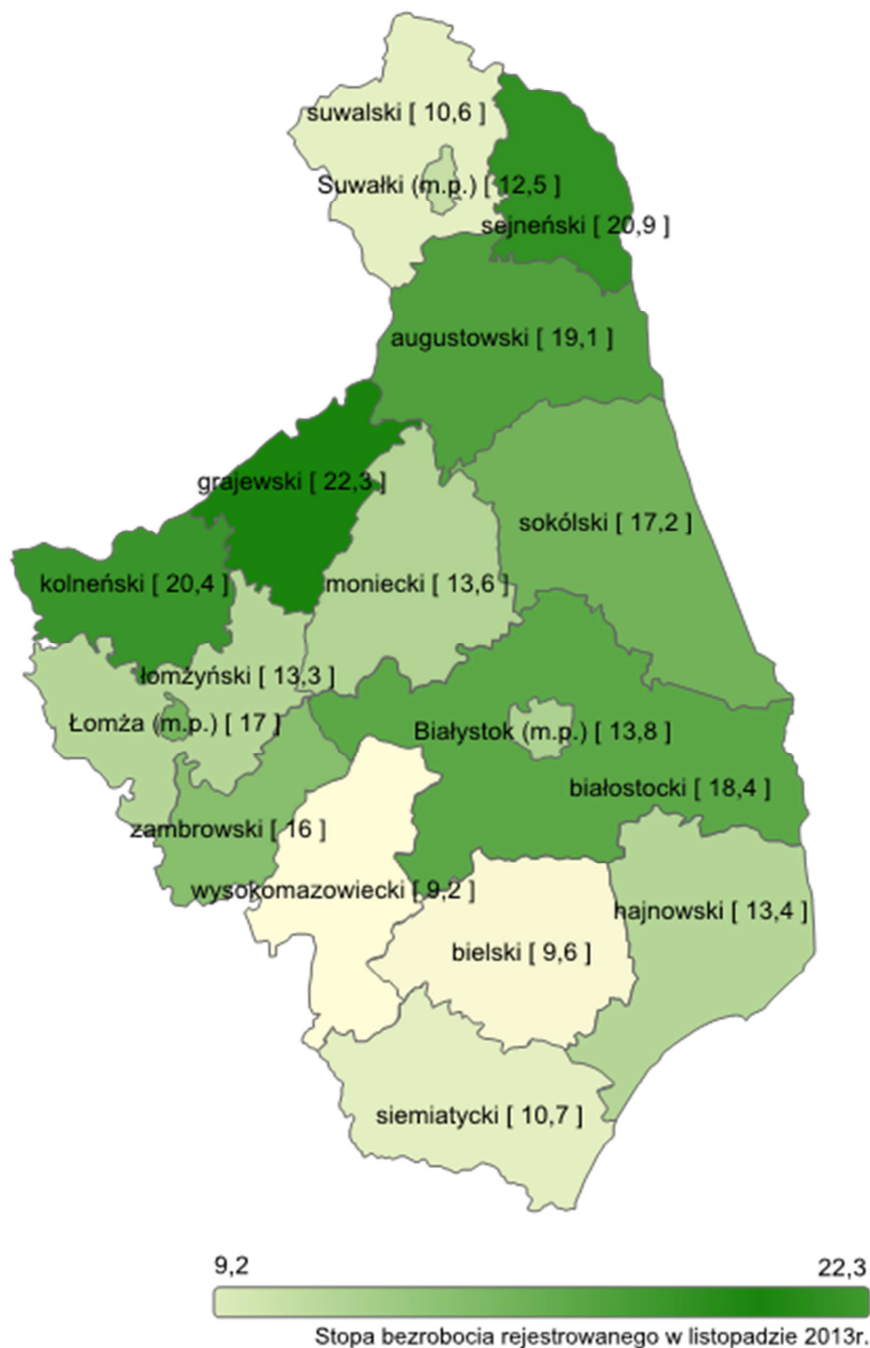 suwalski [ 10,6 ]
Suwałki (m.p.) [ 12,5 ]
sejneński [ 20,9 ]
augustowski [ 19,1 ]
grajewski [ 22,3 ]
sokólski [ 17,2 ]
kolneński [ 20,4 ]
moniecki [ 13,6 ]
łomżyński [ 13,3 ]
Łomża (m.p.) [ 17 ]
Białystok (m.p.) [ 13,8 ]
białostocki [ 18,4 ]
zambrowski [ 16 ]
wysokomazowiecki [ 9,2 ]
hajnowski [ 13,4 ]
bielski [ 9,6 ]
siemiatycki [ 10,7 ]
9,2
22,3
Stopa bezrobocia rejestrowanego w listopadzie 2013r.